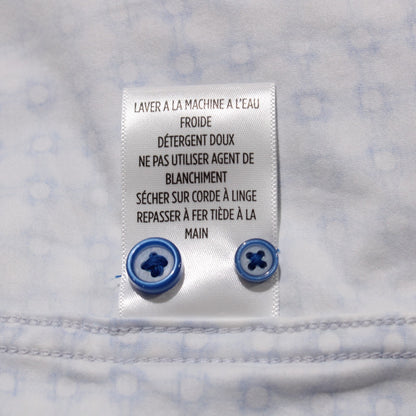 LAVER A LA MACHINE A L'EAU
FROIDE
DÉTERGENT DOUX
NE PAS UTILISER AGENT DE
BLANCHIMENT
SÉCHER SUR CORDE À LINGE
REPASSER À FER TIÈDE À LA
MAIN